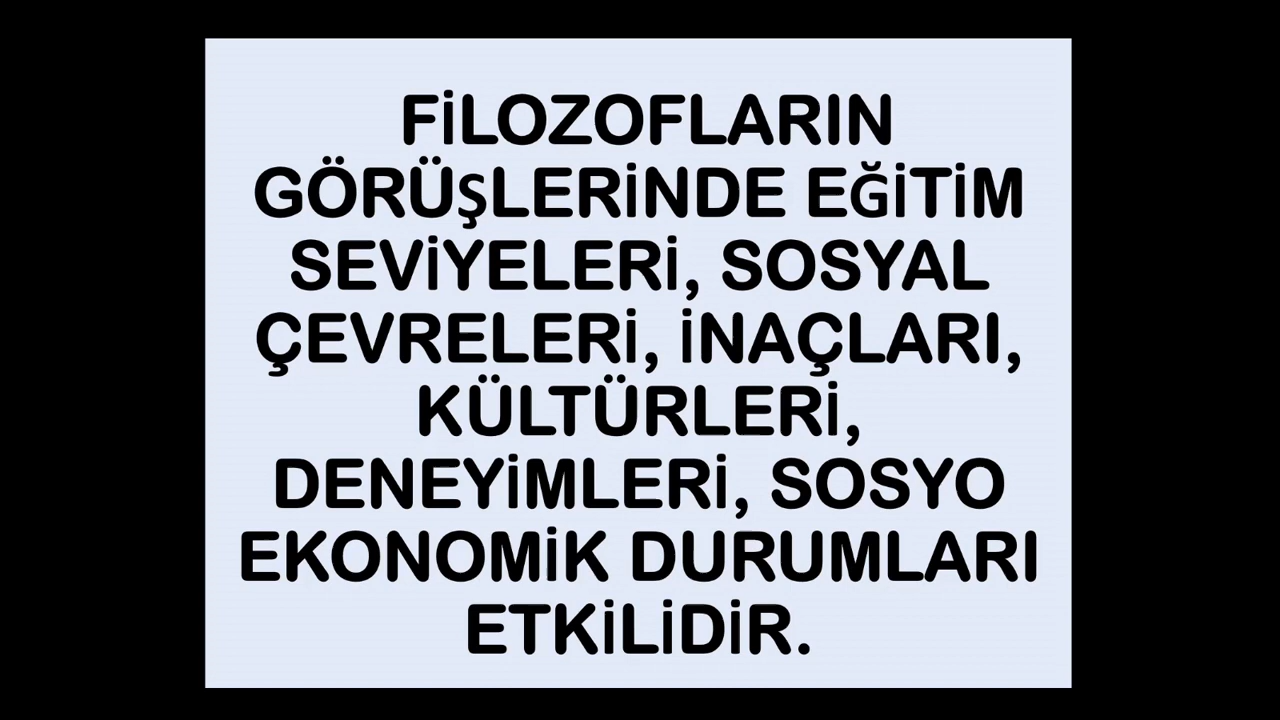 FİLOZOFLARIN
GÖRÜŞLERİNDE EĞİTİM
SEVİYELERİ, SOSYAL
ÇEVRELERİ, İNAÇLARI,
KÜLTÜRLERİ,
DENEYİMLERİ, SOSYO
EKONOMİK DURUMLARI
ETKİLİDİR.